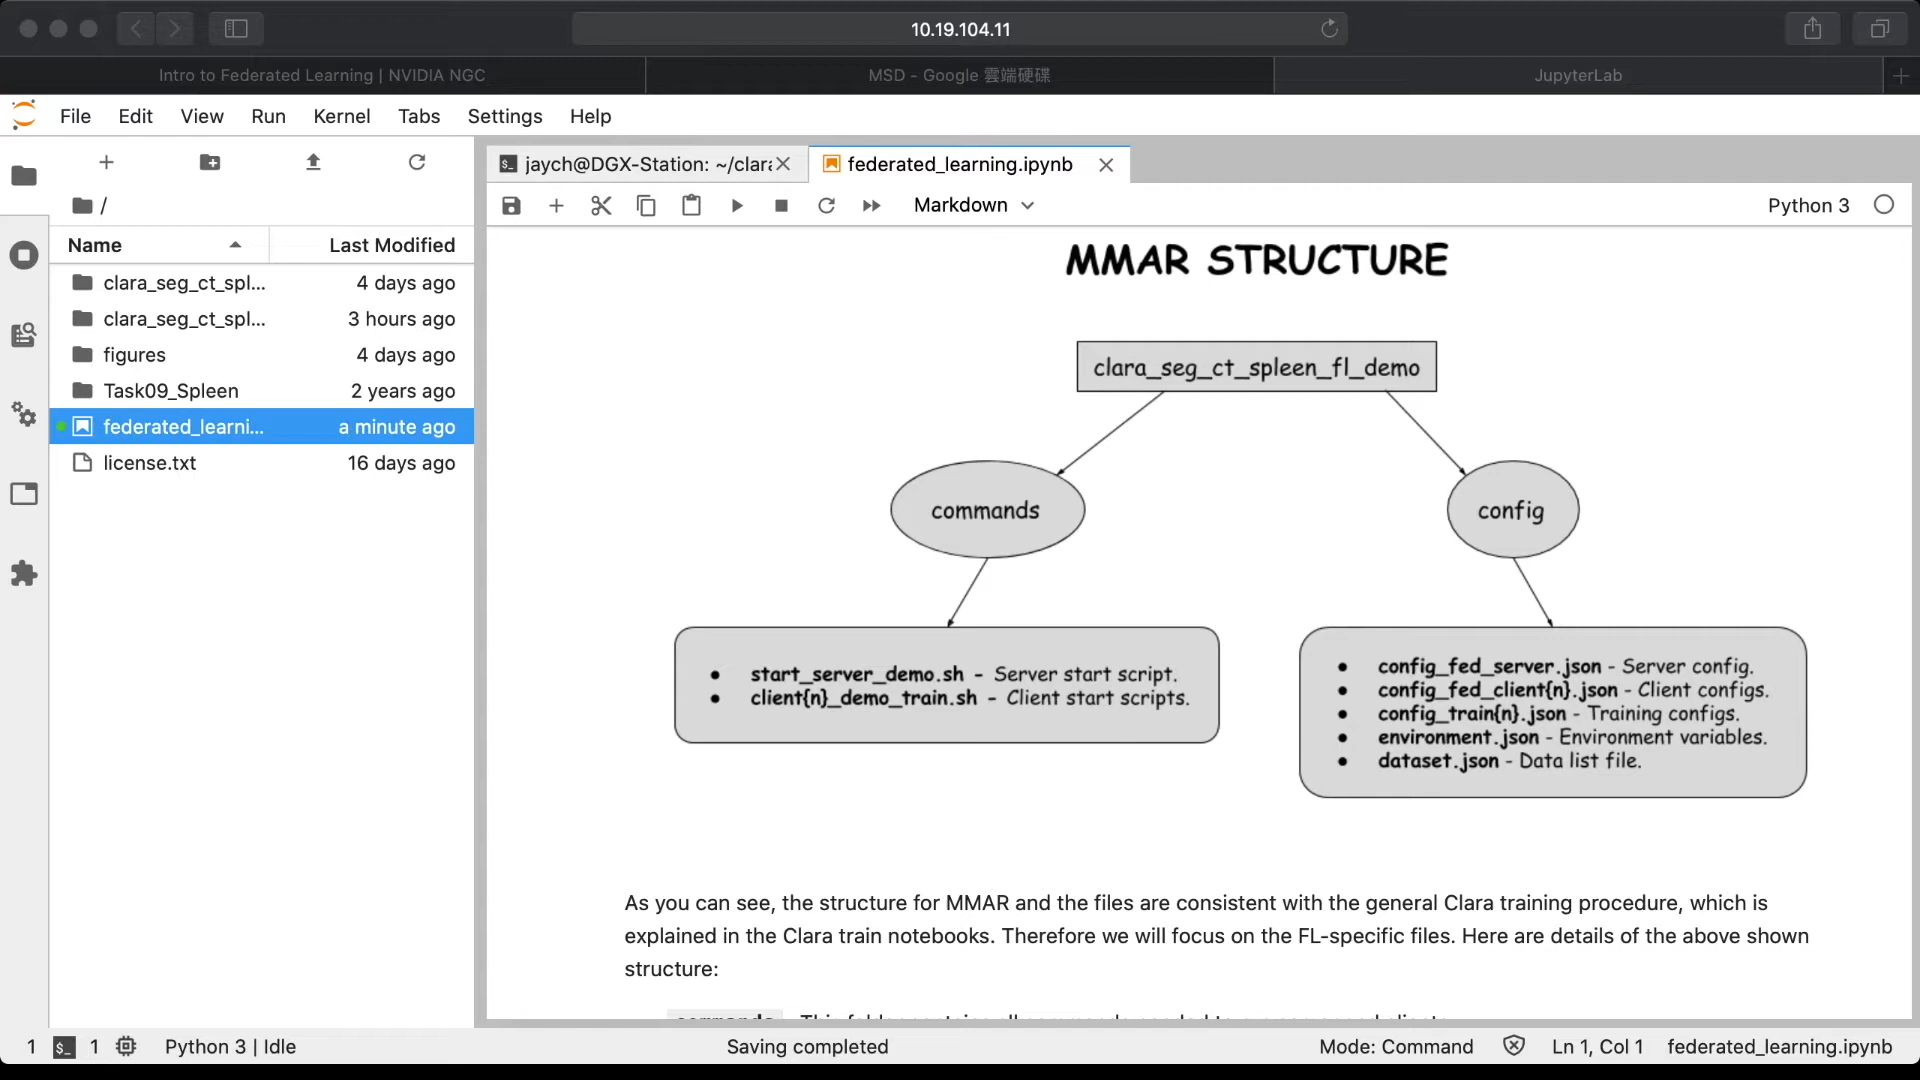 10.19.104.11
Intro to Federated Learning | NVIDIA NGC
MSD - Google 雲端硬碟
JupyterLab
File Edit View Run Kernel Tabs Settings Help
jaych@DGX-Station: ~/clara
federated_learning.ipynb
Markdown
Python 3
/
Name Last Modified
clara_seg_ct_spl... 4 days ago
clara_seg_ct_spl... 3 hours ago
figures 4 days ago
Task09_Spleen 2 years ago
federated_learni... a minute ago
license.txt 16 days ago
MMAR STRUCTURE
clara_seg_ct_spleen_fl_demo
commands
config
start_server_demo.sh - Server start script.
client{n}_demo_train.sh - Client start scripts.
config_fed_server.json - Server config.
config_fed_client{n}.json - Client configs.
config_train{n}.json - Training configs.
environment.json - Environment variables.
dataset.json - Data list file.
As you can see, the structure for MMAR and the files are consistent with the general Clara training procedure, which is
explained in the Clara train notebooks. Therefore we will focus on the FL-specific files. Here are details of the above shown
structure:
1 $_ 1 Python 3 | Idle
Saving completed
Mode: Command
Ln 1, Col 1
federated_learning.ipynb